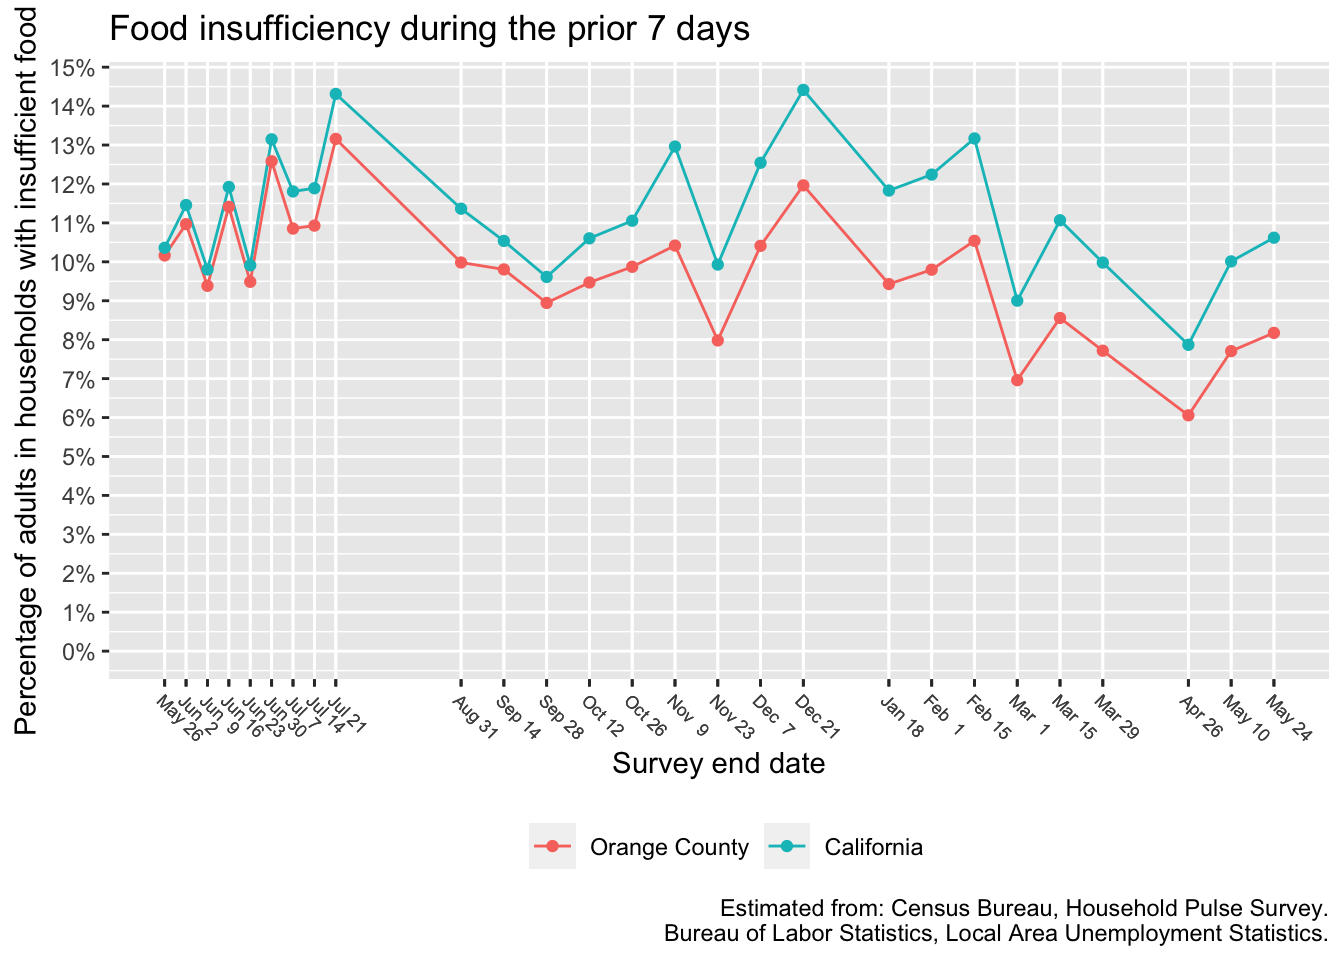 Food insufficiency during the prior 7 days
Percentage of adults in households with insufficient food
15%
14%
13%
12%
11%
10%
9%
8%
7%
6%
5%
4%
3%
2%
1%
0%
May 26
Jun 2
Jun 9
Jun 16
Jun 23
Jun 30
Jul 7
Jul 14
Jul 21
Aug 31
Sep 14
Sep 28
Oct 12
Oct 26
Nov 9
Nov 23
Dec 7
Dec 21
Jan 18
Feb 1
Feb 15
Mar 1
Mar 15
Mar 29
Apr 26
May 10
May 24
Survey end date
Orange County
California
Estimated from: Census Bureau, Household Pulse Survey.
Bureau of Labor Statistics, Local Area Unemployment Statistics.